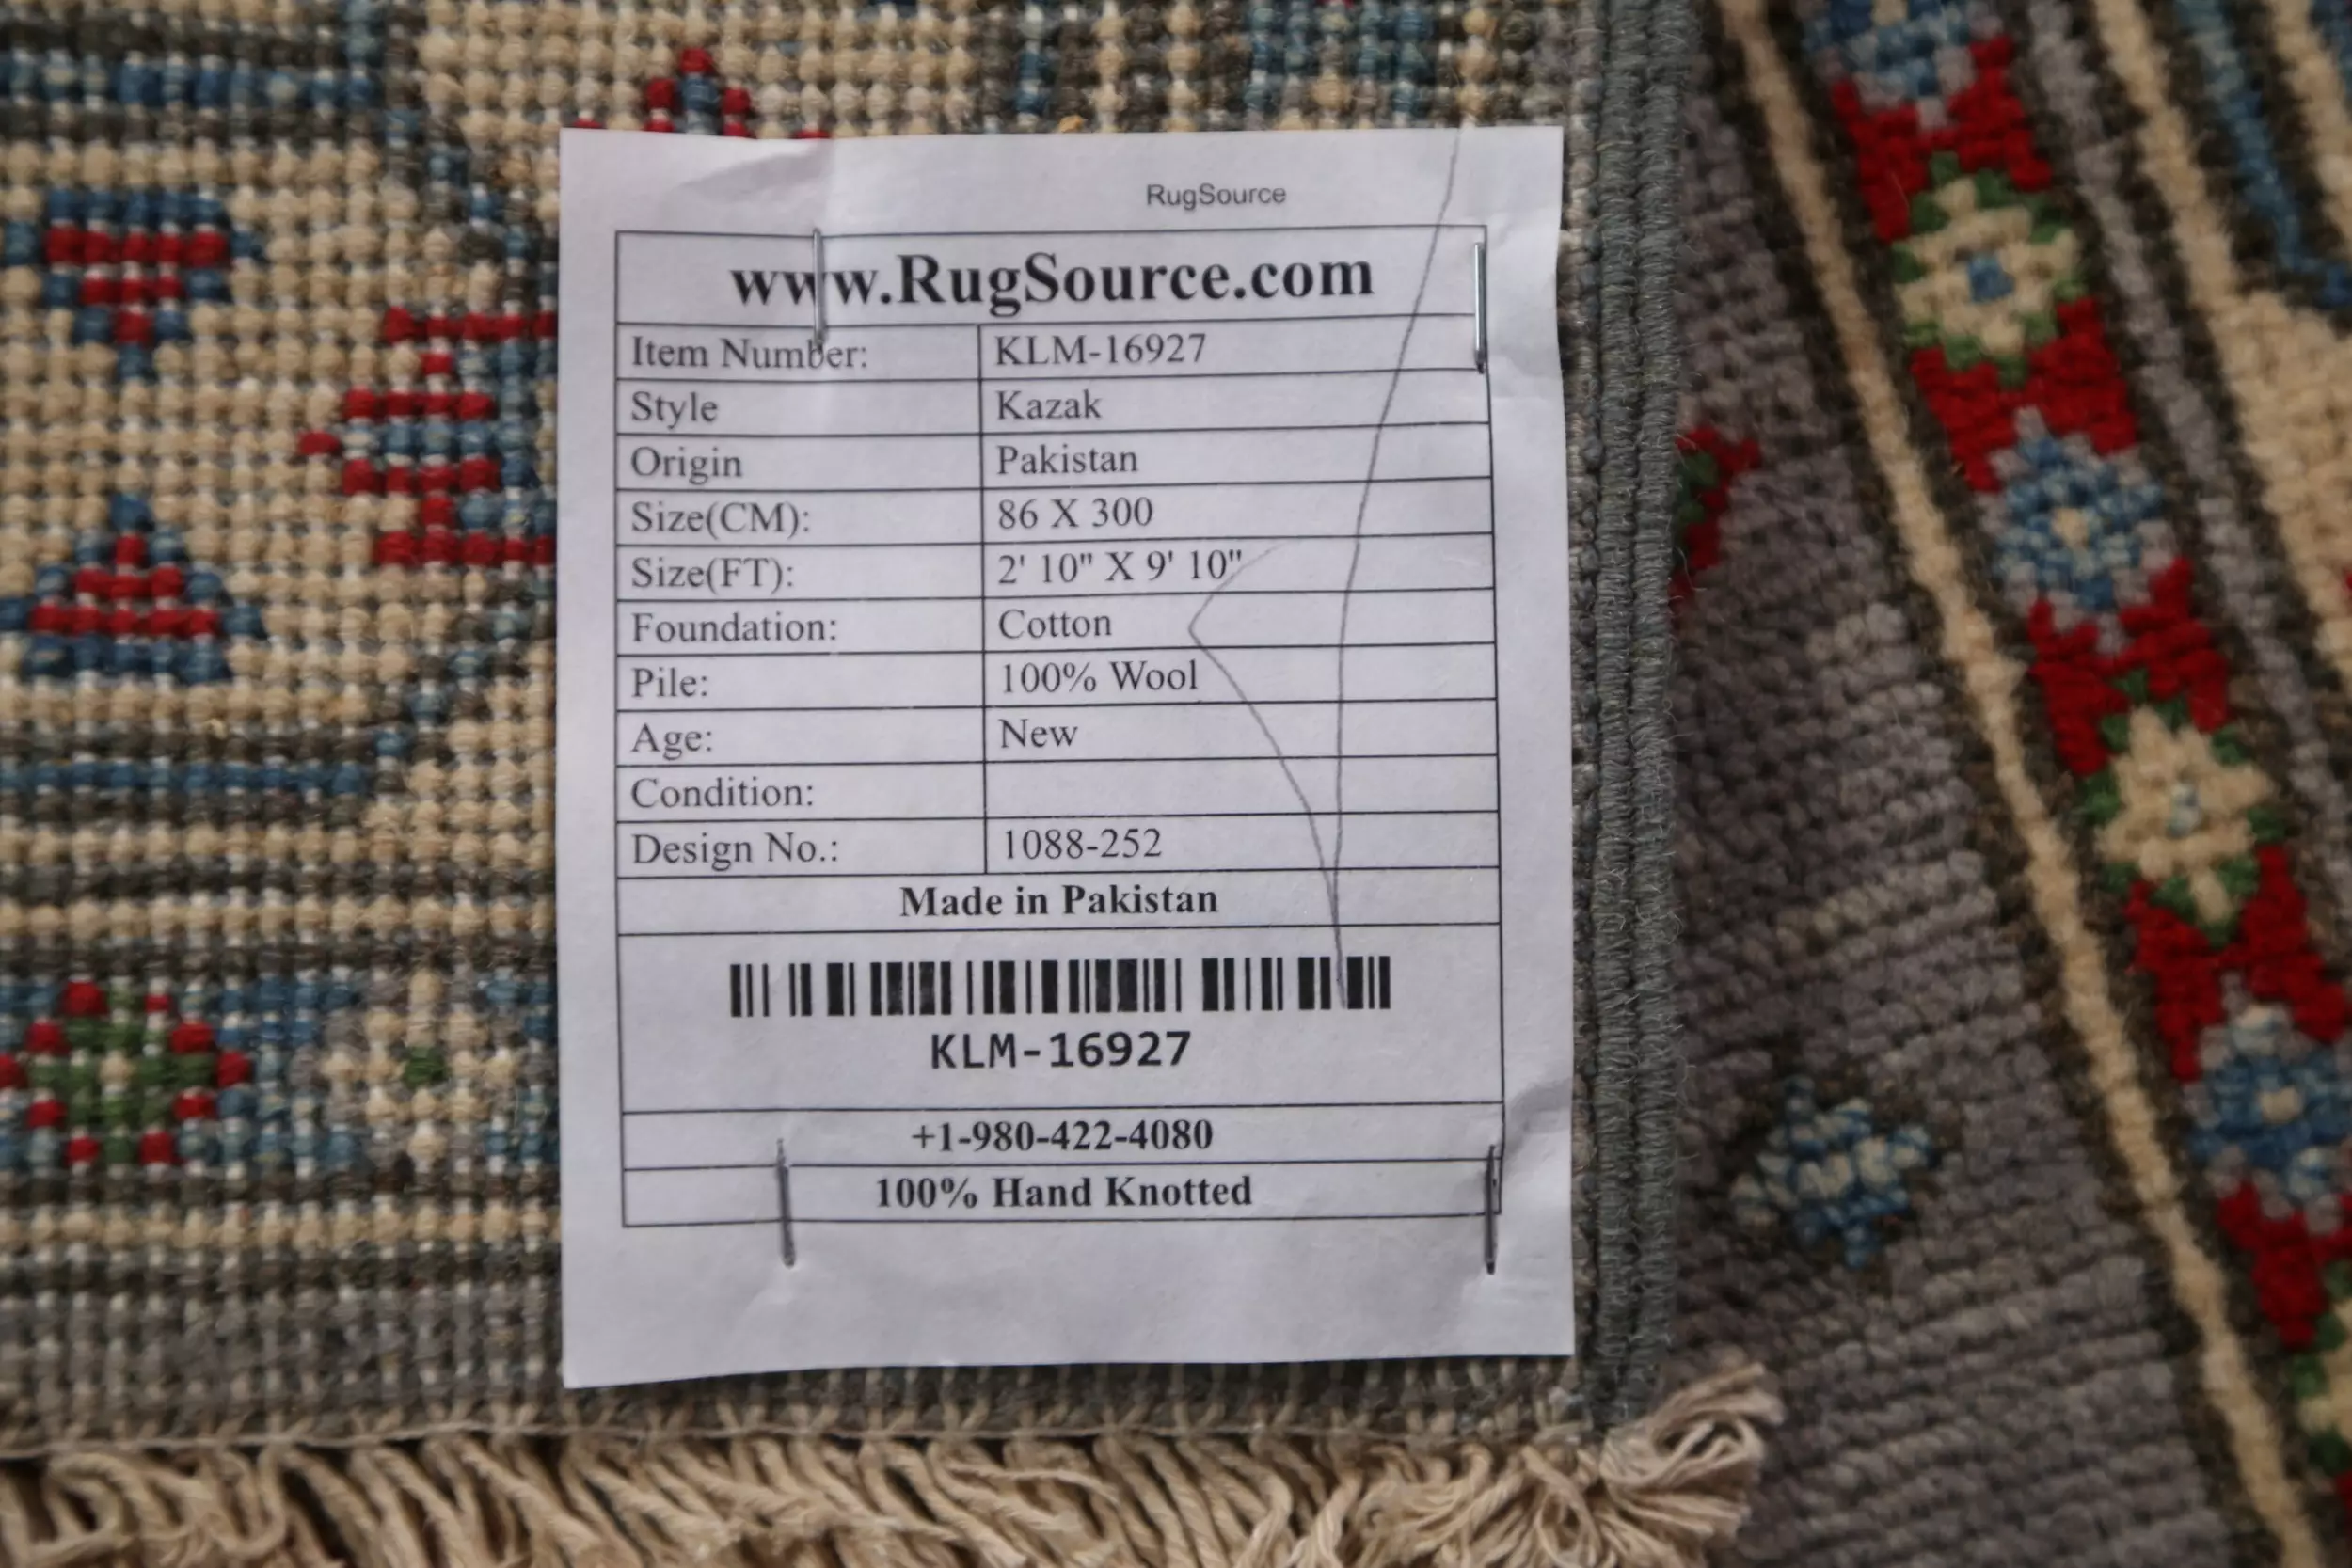 RugSource
www.RugSource.com
Item Number: KLM-16927
Style Kazak
Origin Pakistan
Size(CM): 86 X 300
Size(FT): 2' 10" X 9' 10"
Foundation: Cotton
Pile: 100% Wool
Age: New
Condition:
Design No.: 1088-252
Made in Pakistan
KLM-16927
+1-980-422-4080
100% Hand Knotted